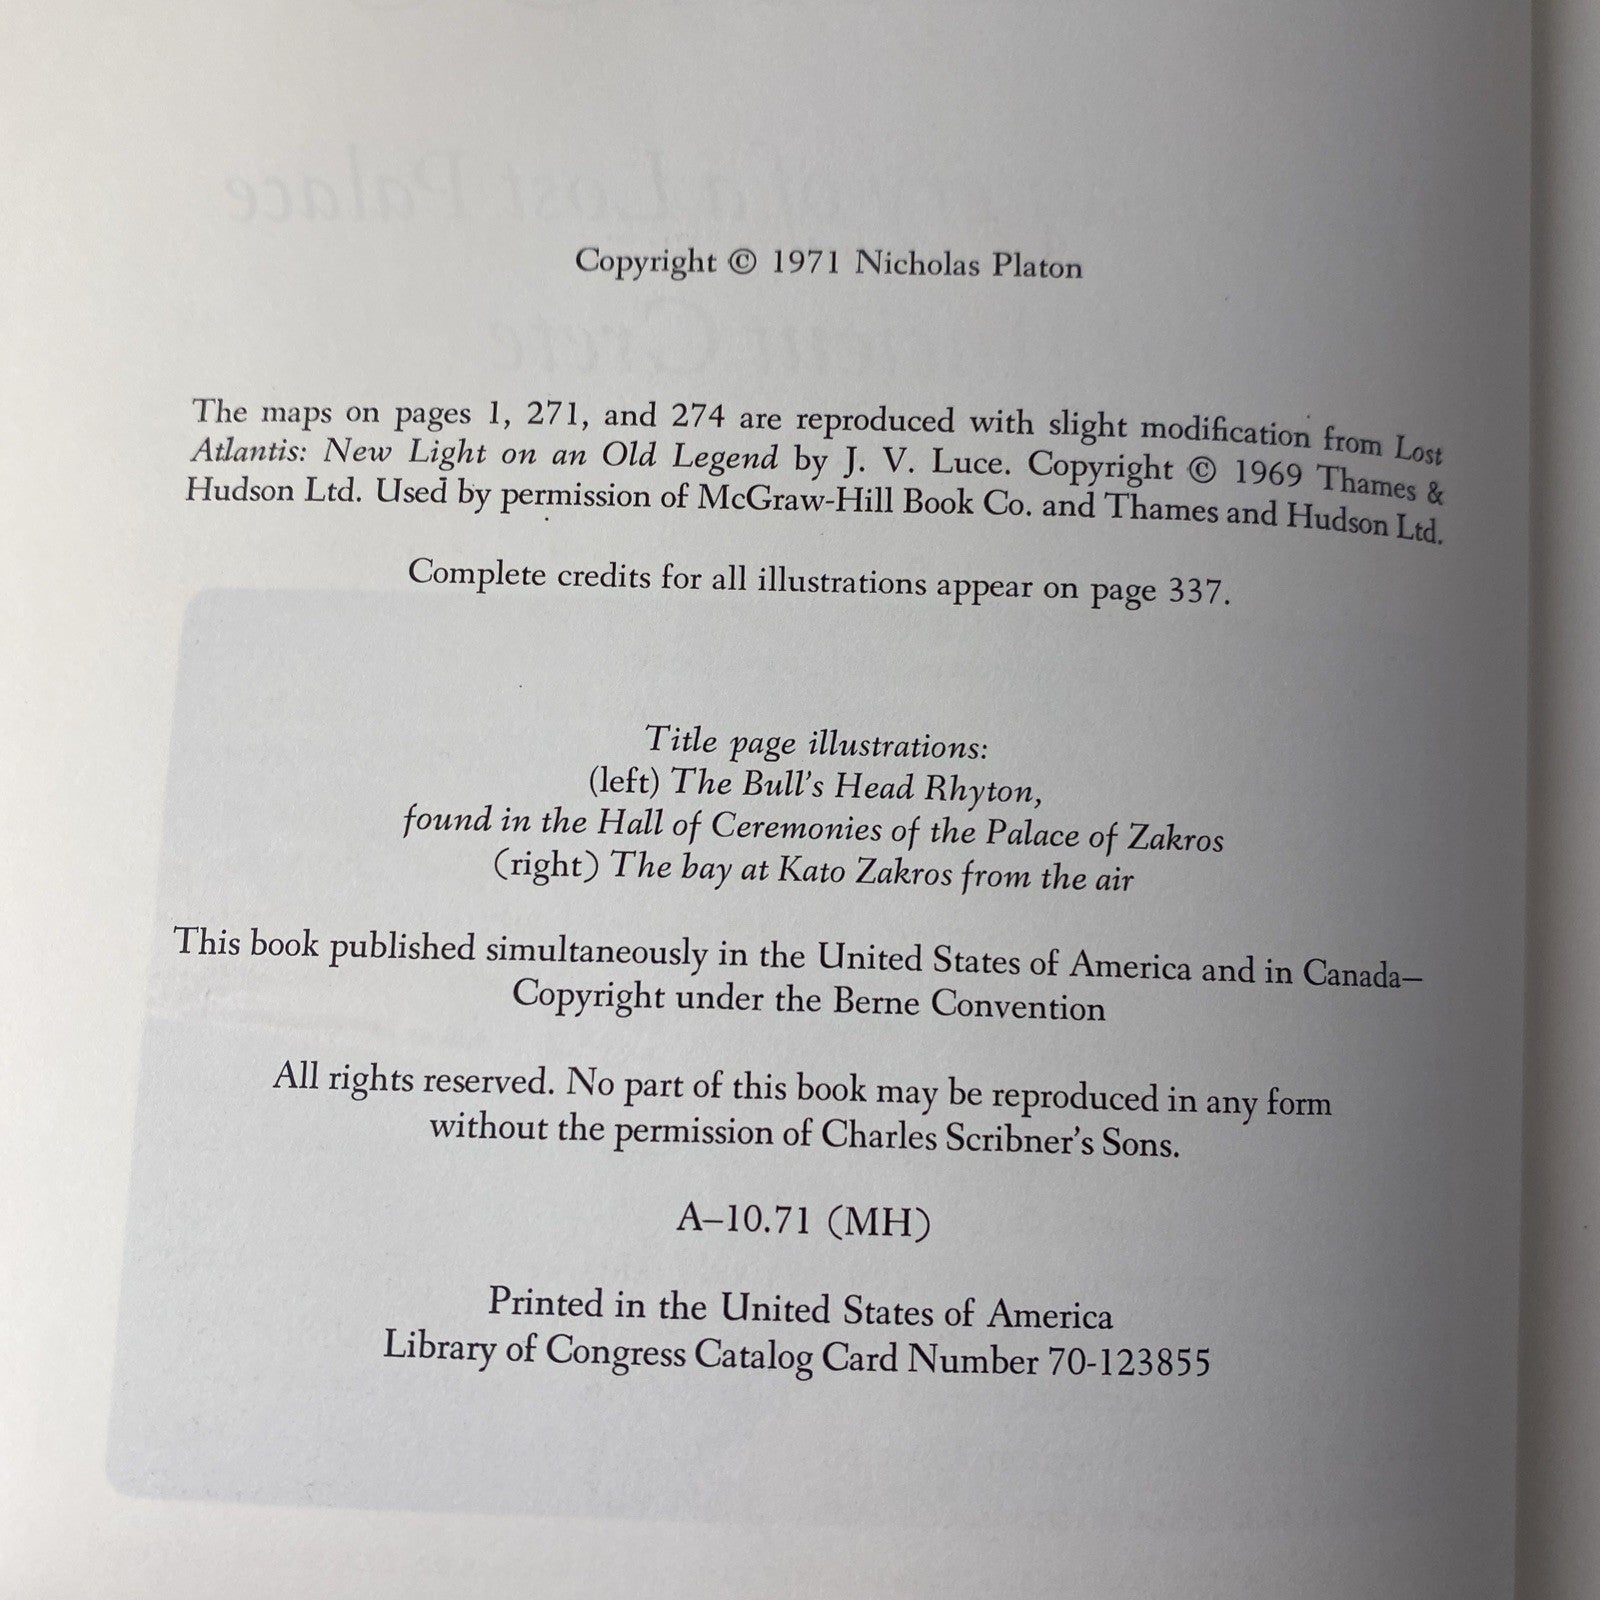 Copyright © 1971 Nicholas Platon
The maps on pages 1, 271, and 274 are reproduced with slight modification from Lost
Atlantis: New Light on an Old Legend by J. V. Luce. Copyright © 1969 Thames &
Hudson Ltd. Used by permission of McGraw-Hill Book Co. and Thames and Hudson Ltd.
Complete credits for all illustrations appear on page 337.
Title page illustrations:
(left) The Bull's Head Rhyton,
found in the Hall of Ceremonies of the Palace of Zakros
(right) The bay at Kato Zakros from the air
This book published simultaneously in the United States of America and in Canada—
Copyright under the Berne Convention
All rights reserved. No part of this book may be reproduced in any form
without the permission of Charles Scribner's Sons.
A–10.71 (MH)
Printed in the United States of America
Library of Congress Catalog Card Number 70-123855